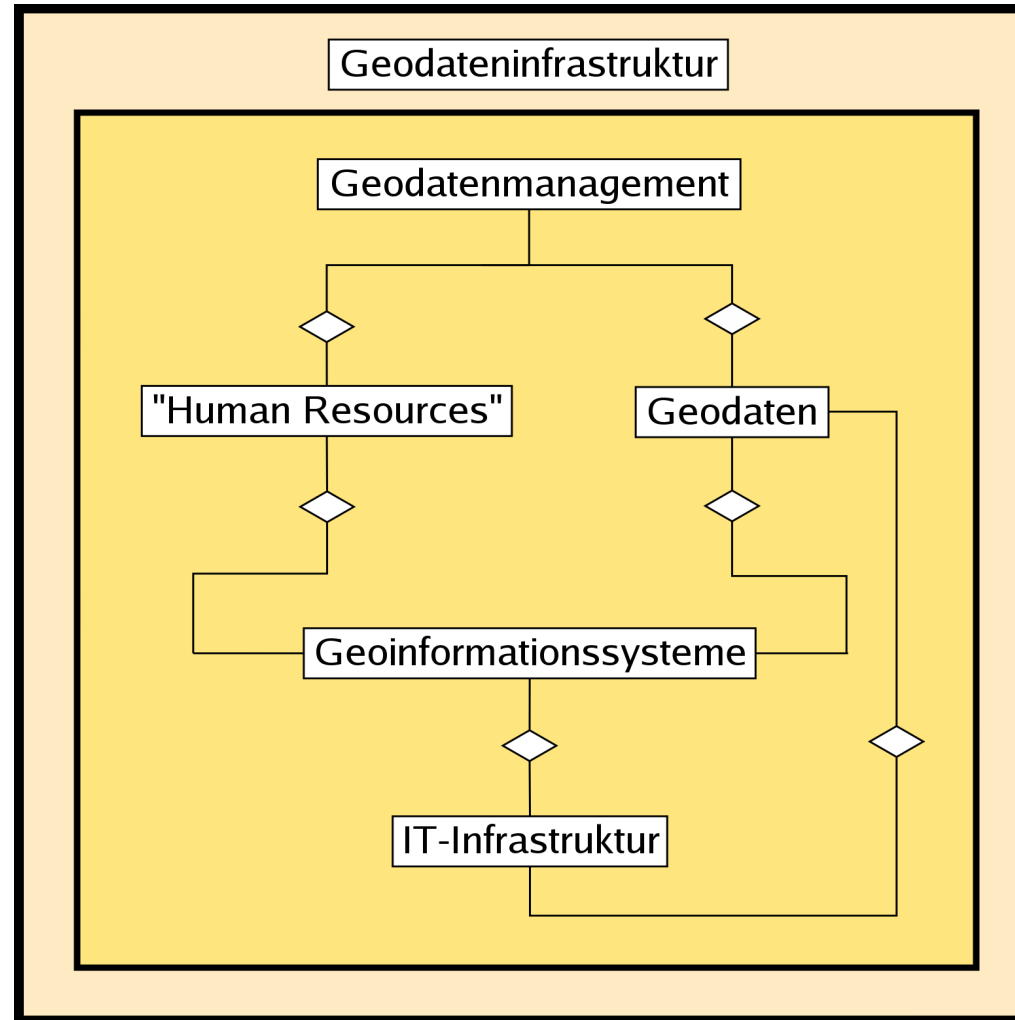 Geodateninfrastruktur
Geodatenmanagement
"Human Resources"
Geodaten
Geoinformationssysteme
IT-Infrastruktur